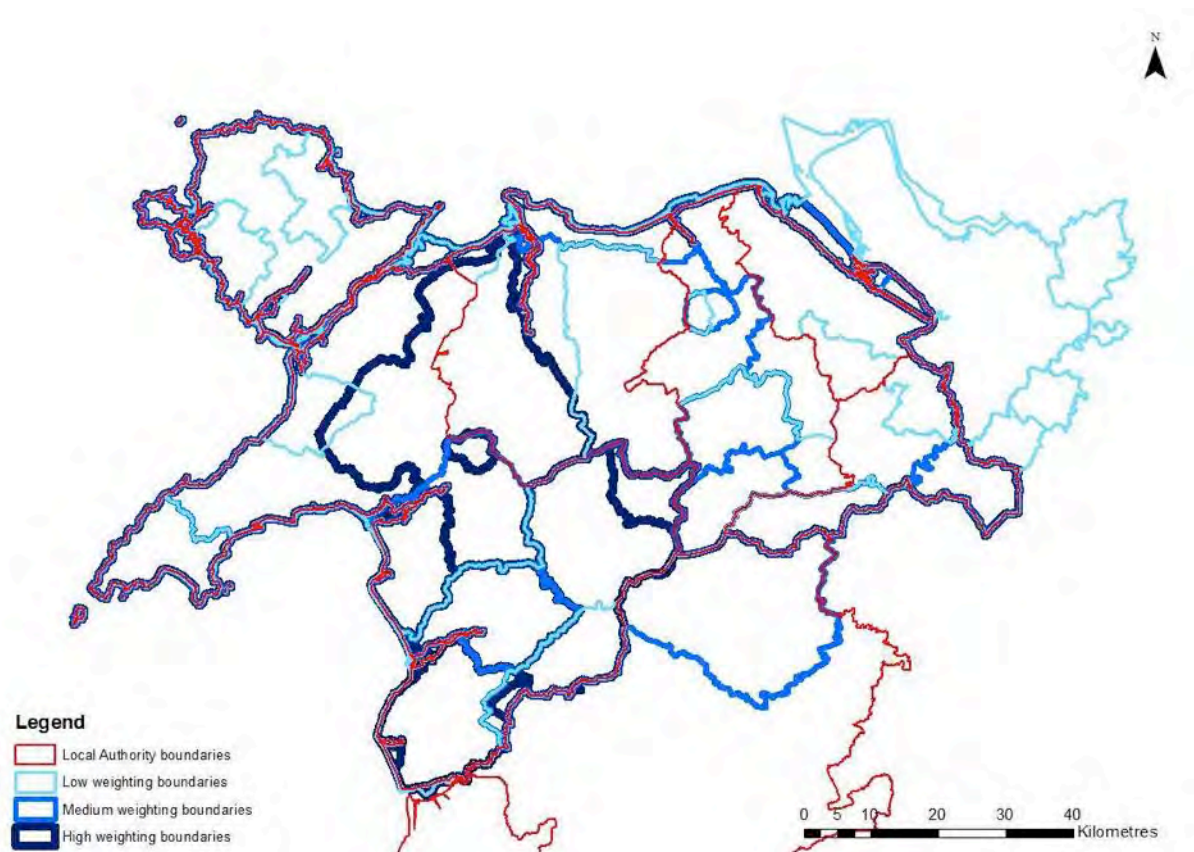 N
Legend
Local Authority boundaries
Low weighting boundaries
Medium weighting boundaries
High weighting boundaries
0 5 10 20 30 40
Kilometres